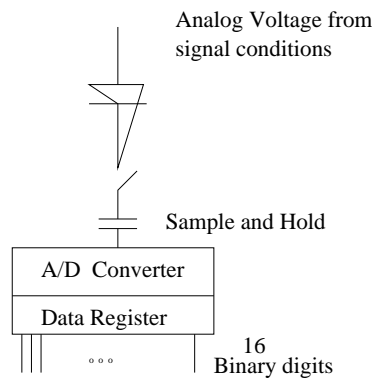 Analog Voltage from
signal conditions
Sample and Hold
A/D Converter
Data Register
16
Binary digits